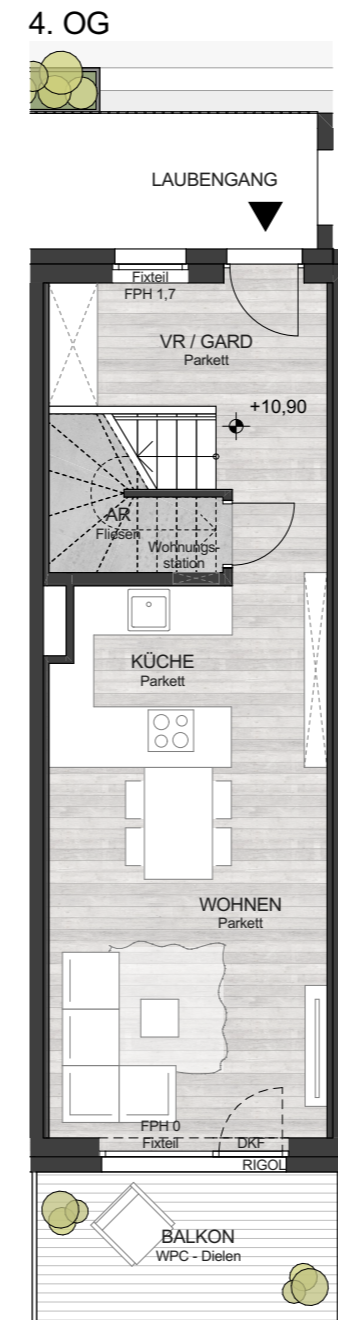 4. OG
LAUBENGANG
Fixteil
FPH 1,7
VR / GARD
Parkett
+10,90
AR
Fliesen
Wohnungs-
station
KÜCHE
Parkett
WOHNEN
Parkett
FPH 0
Fixteil
DKF
RIGOL
BALKON
WPC - Dielen